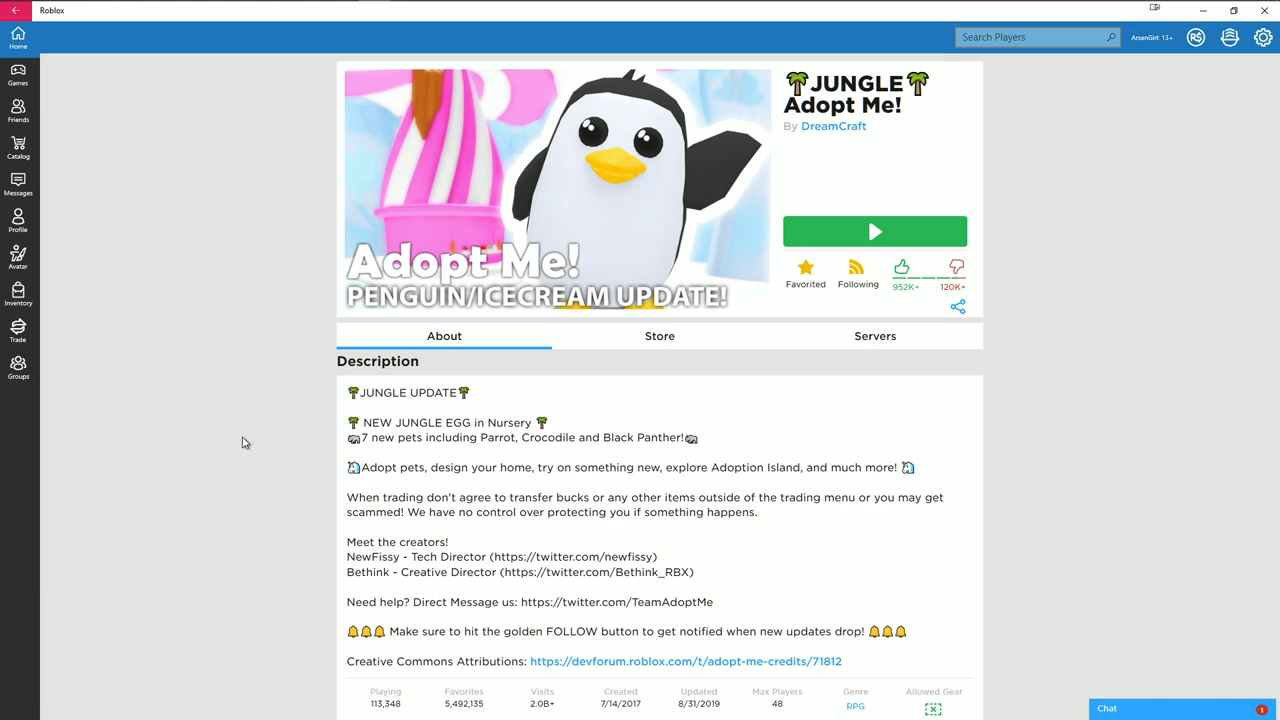 Roblox
Home
Search Players
ArsenGirl: 13+
Games
Friends
Catalog
Messages
Profile
Avatar
Inventory
Trade
Groups
Adopt Me!
PENGUIN/ICECREAM UPDATE!
🌴JUNGLE🌴
Adopt Me!
By DreamCraft
Favorited
Following
952K+
120K+
About
Store
Servers
Description
🌴JUNGLE UPDATE🌴
🌴 NEW JUNGLE EGG in Nursery 🌴
7 new pets including Parrot, Crocodile and Black Panther!
Adopt pets, design your home, try on something new, explore Adoption Island, and much more!
When trading don't agree to transfer bucks or any other items outside of the trading menu or you may get
scammed! We have no control over protecting you if something happens.
Meet the creators!
NewFissy - Tech Director (https://twitter.com/newfissy)
Bethink - Creative Director (https://twitter.com/Bethink_RBX)
Need help? Direct Message us: https://twitter.com/TeamAdoptMe
🔔🔔🔔 Make sure to hit the golden FOLLOW button to get notified when new updates drop! 🔔🔔🔔
Creative Commons Attributions: https://devforum.roblox.com/t/adopt-me-credits/71812
Playing
Favorites
Visits
Created
Updated
Max Players
Genre
Allowed Gear
113,348
5,492,135
2.0B+
7/14/2017
8/31/2019
48
RPG
Chat
1